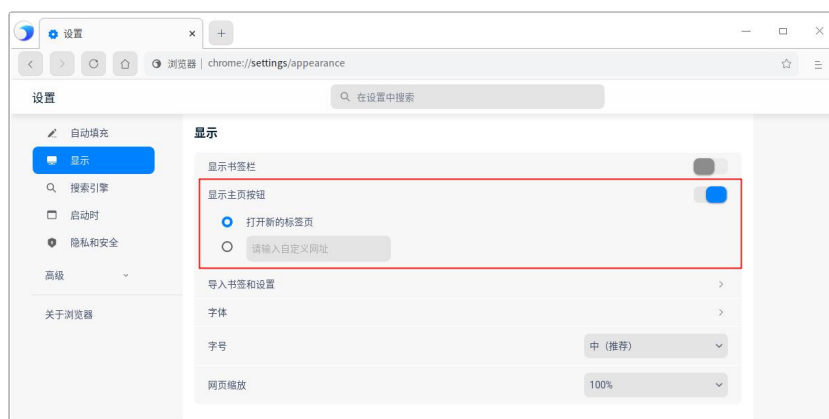 设置
浏览器 | chrome://settings/appearance
设置
在设置中搜索
自动填充
显示
搜索引擎
启动时
隐私和安全
高级
关于浏览器
显示
显示书签栏
显示主页按钮
打开新的标签页
请输入自定义网址
导入书签和设置
字体
字号
中（推荐）
网页缩放
100%